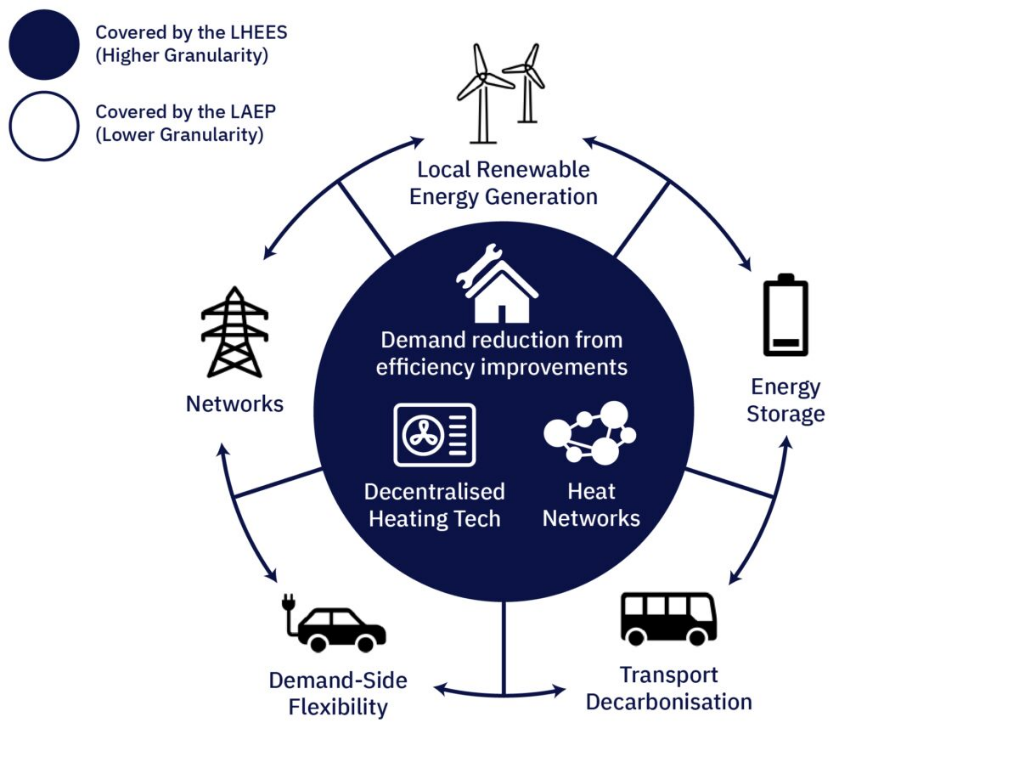 Covered by the LHEES
(Higher Granularity)
Covered by the LAEP
(Lower Granularity)
Local Renewable
Energy Generation
Demand reduction from
efficiency improvements
Networks
Energy
Storage
Decentralised
Heating Tech
Heat
Networks
Demand-Side
Flexibility
Transport
Decarbonisation